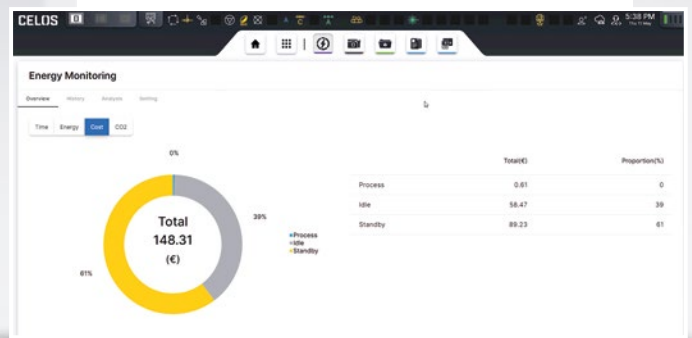 CELOS
5:38 PM
Energy Monitoring
Overview History Analysis Setting
Time Energy Cost CO2
0%
39%
61%
Total
148.31
(€)
Process
Idle
Standby
Total(€) Proportion(%)
Process 0.61 0
Idle 58.47 39
Standby 89.23 61